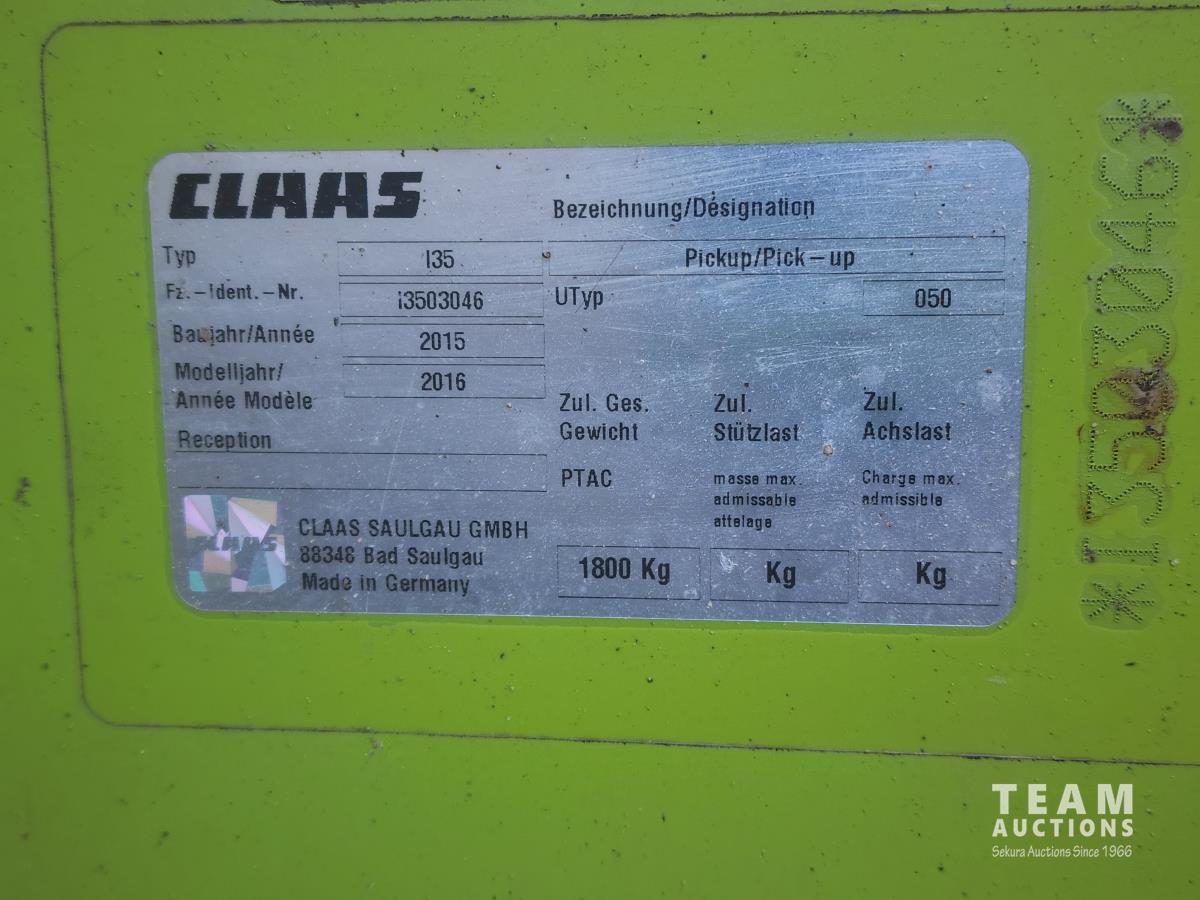 CLAAS
Bezeichnung/Désignation
Typ
I35
Pickup/Pick-up
Fz.-Ident.-Nr.
i3503046
UTyp
050
Baujahr/Année
2015
Modelljahr/
Année Modèle
2016
Reception
Zul. Ges.
Gewicht
PTAC
1800 Kg
Zul.
Stützlast
masse max.
admissable
attelage
Kg
Zul.
Achslast
Charge max.
admissible
Kg
CLAAS
CLAAS SAULGAU GMBH
88348 Bad Saulgau
Made in Germany
*I3503046*
TEAM
AUCTIONS
Sekura Auctions Since 1966